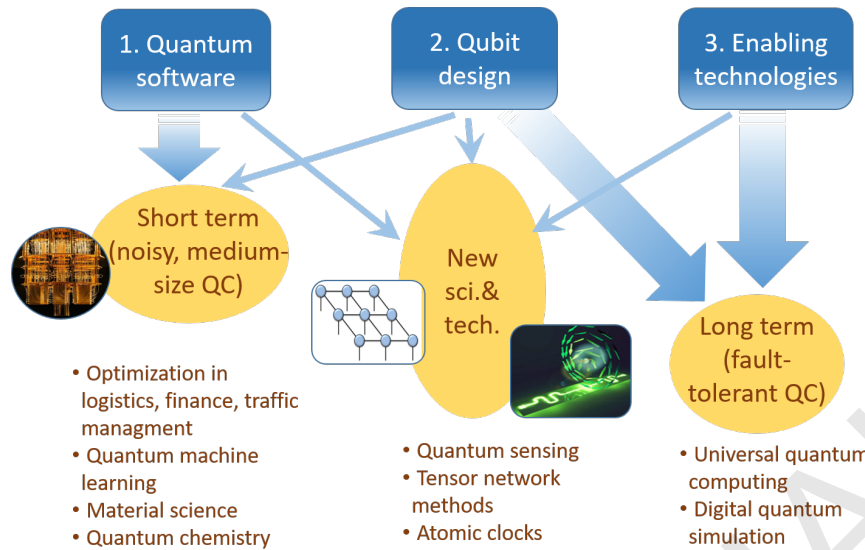 1. Quantum
software
2. Qubit
design
3. Enabling
technologies
Short term
(noisy, medium-
size QC)
New
sci.&
tech.
Long term
(fault-
tolerant QC)
• Optimization in
logistics, finance, traffic
managment
• Quantum machine
learning
• Material science
• Quantum chemistry
• Quantum sensing
• Tensor network
methods
• Atomic clocks
• Universal quantum
computing
• Digital quantum
simulation